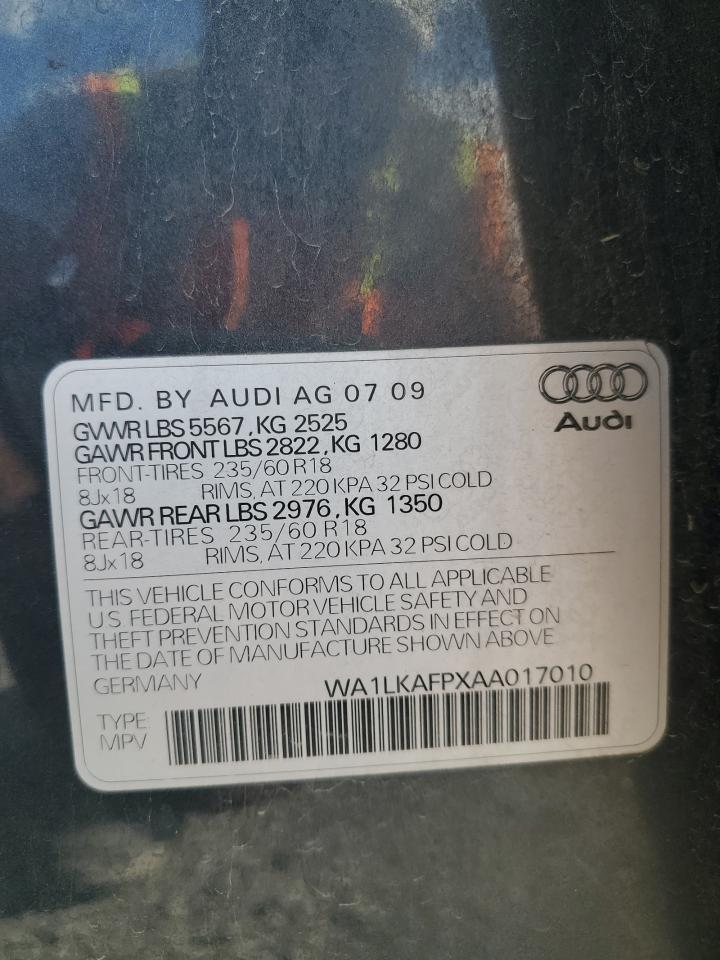 MFD. BY AUDI AG 07 09
GVWR LBS 5567, KG 2525
GAWR FRONT LBS 2822, KG 1280
FRONT-TIRES 235/60 R18
8Jx18 RIMS, AT 220 KPA 32 PSI COLD
GAWR REAR LBS 2976, KG 1350
REAR-TIRES 235/60 R18
8Jx18 RIMS, AT 220 KPA 32 PSI COLD
Audi
THIS VEHICLE CONFORMS TO ALL APPLICABLE
U.S. FEDERAL MOTOR VEHICLE SAFETY AND
THEFT PREVENTION STANDARDS IN EFFECT ON
THE DATE OF MANUFACTURE SHOWN ABOVE
GERMANY WA1LKAFPXAA017010
TYPE:
MPV